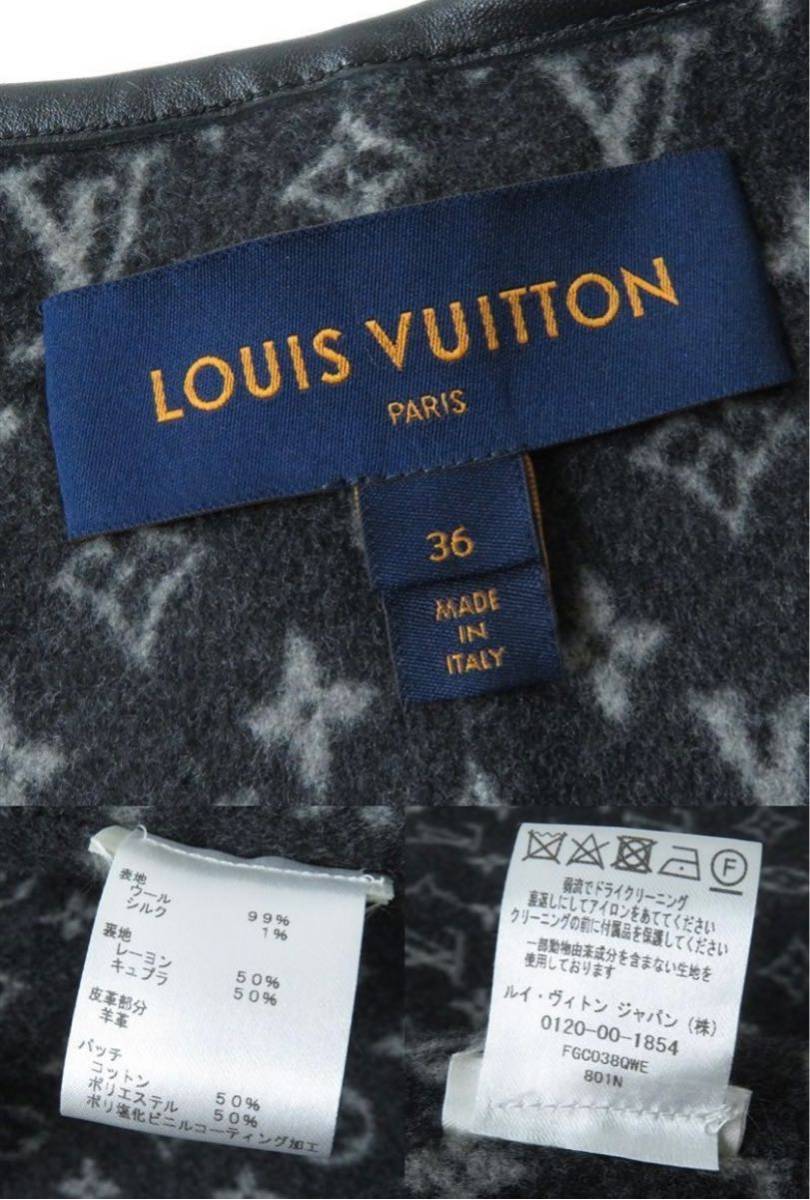 LOUIS VUITTON
PARIS
36
MADE
IN
ITALY
表地
ウール 99%
シルク 1%
裏地
レーヨン 50%
キュプラ 50%
皮革部分
羊革
パッチ
コットン 50%
ポリエステル 50%
ポリ塩化ビニルコーティング加工
F
弱流でドライクリーニング
裏返しにしてアイロンをあててください
クリーニングの前に付属品を保護してください
一部動物由来成分を含まない生地を
使用しております
ルイ・ヴィトン ジャパン (株)
0120-00-1854
FGC038QWE
801N